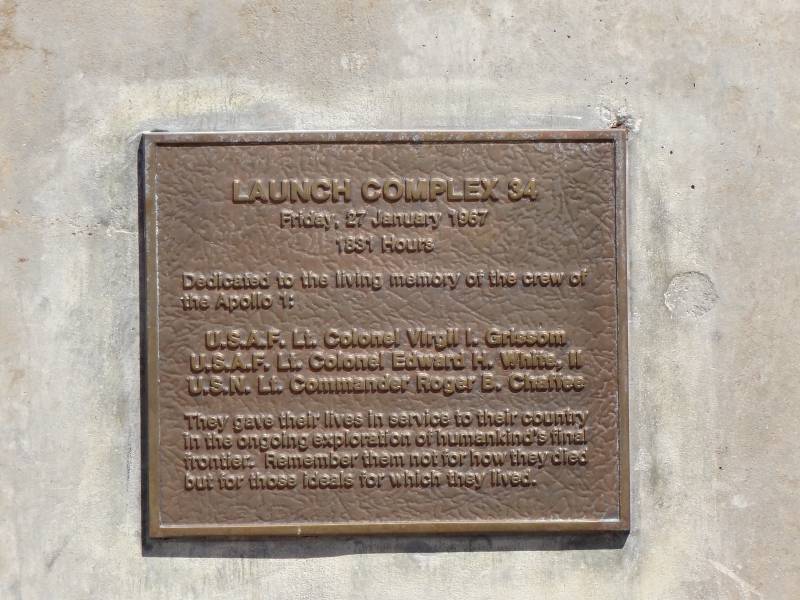 LAUNCH COMPLEX 34
Friday, 27 January 1967
1831 Hours
Dedicated to the living memory of the crew of
the Apollo 1:
U.S.A.F. Lt. Colonel Virgil I. Grissom
U.S.A.F. Lt. Colonel Edward H. White, II
U.S.N. Lt. Commander Roger B. Chaffee
They gave their lives in service to their country
in the ongoing exploration of humankind's final
frontier. Remember them not for how they died
but for those ideals for which they lived.